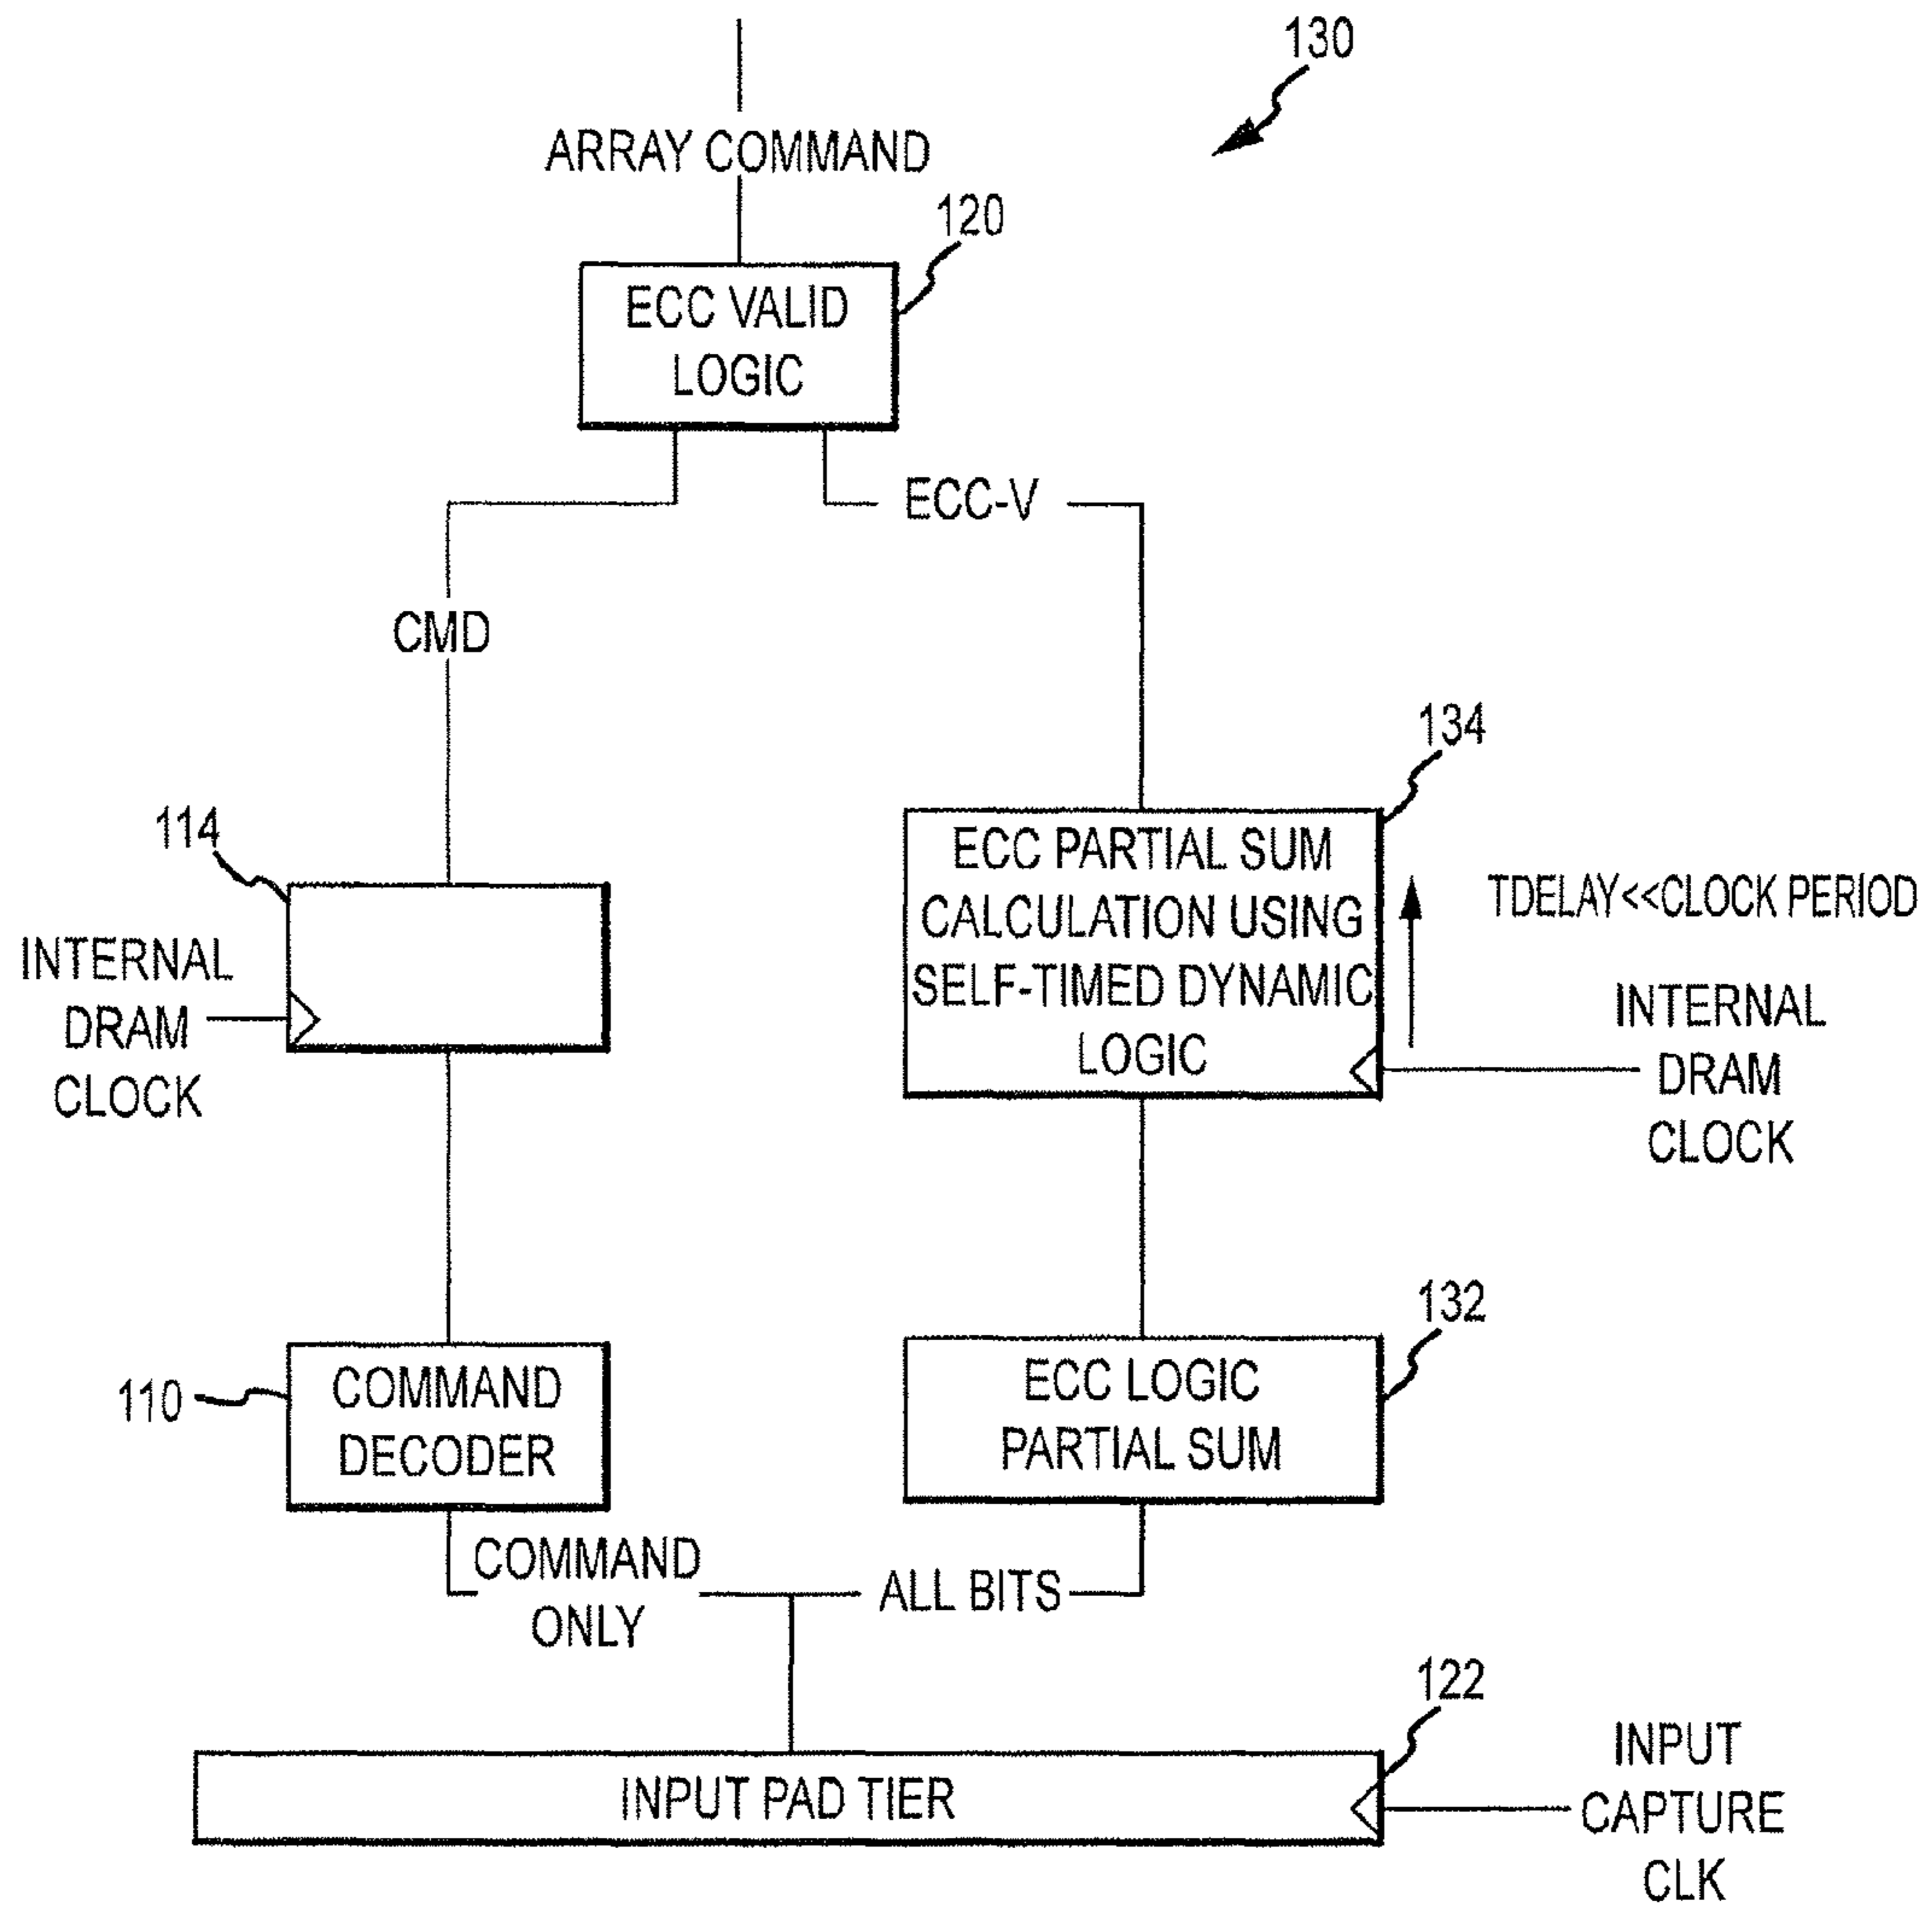 130
ARRAY COMMAND
120
ECC VALID
LOGIC
ECC-V
CMD
134
114
ECC PARTIAL SUM
CALCULATION USING
SELF-TIMED DYNAMIC
LOGIC
TDELAY<<CLOCK PERIOD
INTERNAL
DRAM
CLOCK
INTERNAL
DRAM
CLOCK
132
110
COMMAND
DECODER
ECC LOGIC
PARTIAL SUM
COMMAND
ONLY
ALL BITS
122
INPUT PAD TIER
INPUT
CAPTURE
CLK